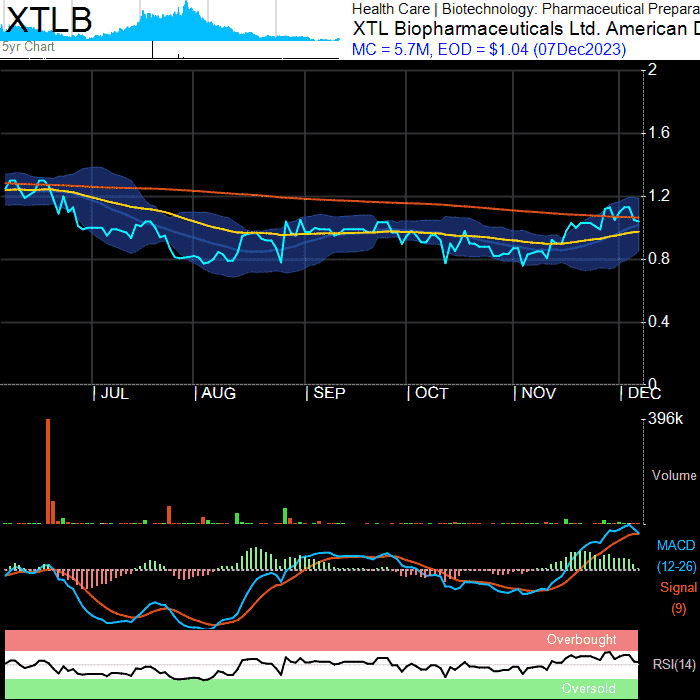 XTLB
5yr Chart
Health Care | Biotechnology: Pharmaceutical Prepara
XTL Biopharmaceuticals Ltd. American D
MC = 5.7M, EOD = $1.04 (07Dec2023)
2
1.6
1.2
0.8
0.4
0
| JUL | AUG | SEP | OCT | NOV | DEC
396k
Volume
MACD
(12-26)
Signal
(9)
Overbought
RSI(14)
Oversold